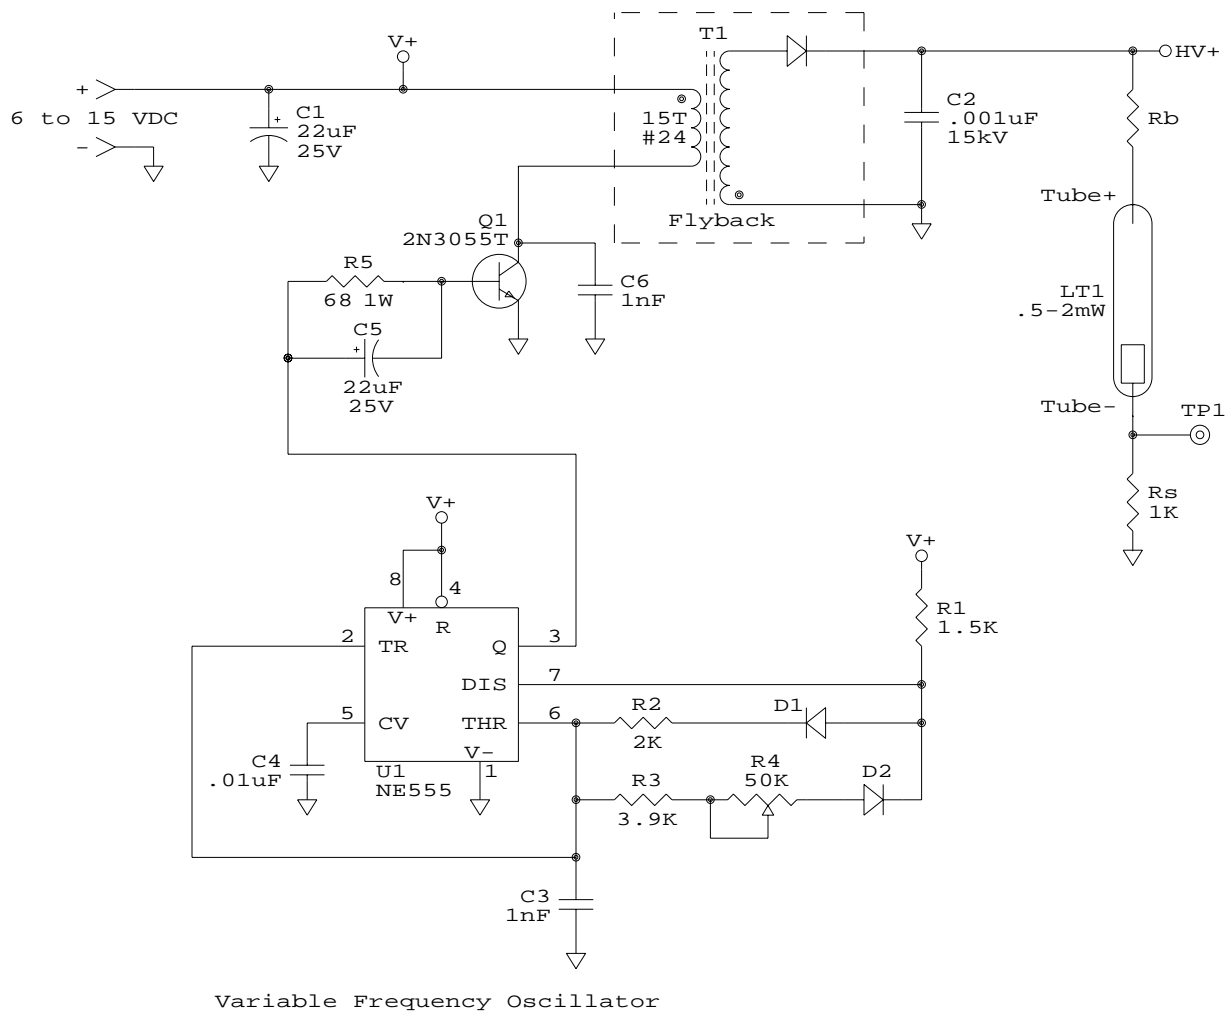 T1
V+
HV+
+
6 to 15 VDC
-
C1
22uF
25V
+
15T
#24
C2
.001uF
15kV
Rb
Flyback
Tube+
Q1
2N3055T
R5
68 1W
C6
1nF
C5
+
22uF
25V
LT1
.5-2mW
Tube-
TP1
Rs
1K
V+
V+
8
4
V+
R
R1
1.5K
2
TR
Q
3
DIS
7
5
CV
THR
6
R2
2K
D1
V-
1
C4
.01uF
U1
NE555
R3
3.9K
R4
50K
D2
C3
1nF
Variable Frequency Oscillator